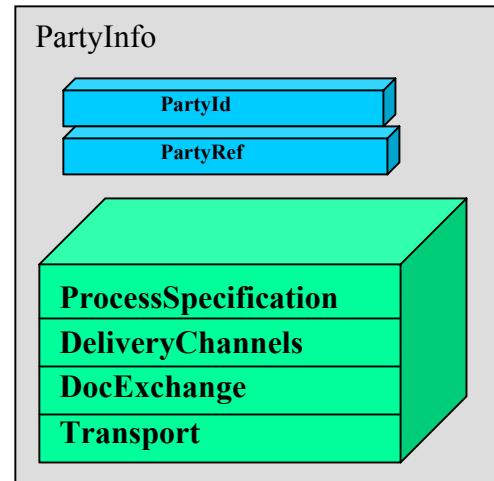 PartyInfo
PartyId
PartyRef
ProcessSpecification
DeliveryChannels
DocExchange
Transport